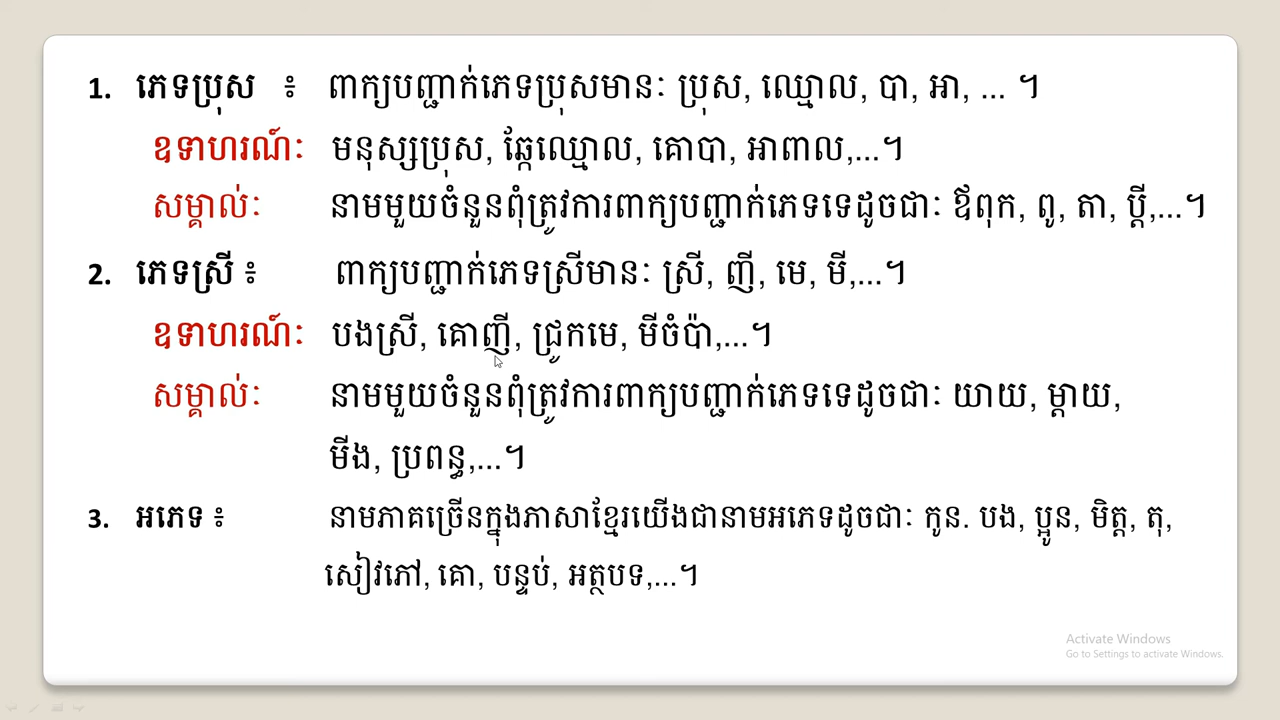 1. ភេទប្រុស ៖ ពាក្យបញ្ជាក់ភេទប្រុសមានៈ ប្រុស, ឈ្មោល, បា, អា, ... ។
ឧទាហរណ៍ៈ មនុស្សប្រុស, ឆ្កែឈ្មោល, គោបា, អាពាល,...។
សម្គាល់ៈ នាមមួយចំនួនពុំត្រូវការពាក្យបញ្ជាក់ភេទទេដូចជាៈ ឪពុក, ពូ, តា, ប្តី,...។
2. ភេទស្រី ៖ ពាក្យបញ្ជាក់ភេទស្រីមានៈ ស្រី, ញី, មេ, មី,...។
ឧទាហរណ៍ៈ បងស្រី, គោញី, ជ្រូកមេ, មីចំប៉ា,...។
សម្គាល់ៈ នាមមួយចំនួនពុំត្រូវការពាក្យបញ្ជាក់ភេទទេដូចជាៈ យាយ, ម្តាយ,
មីង, ប្រពន្ធ,...។
3. អភេទ ៖ នាមភាគច្រើនក្នុងភាសាខ្មែរយើងជានាមអភេទដូចជាៈ កូន. បង, ប្អូន, មិត្ត, តុ,
សៀវភៅ, គោ, បន្ទប់, អត្ថបទ,...។
Activate Windows
Go to Settings to activate Windows.